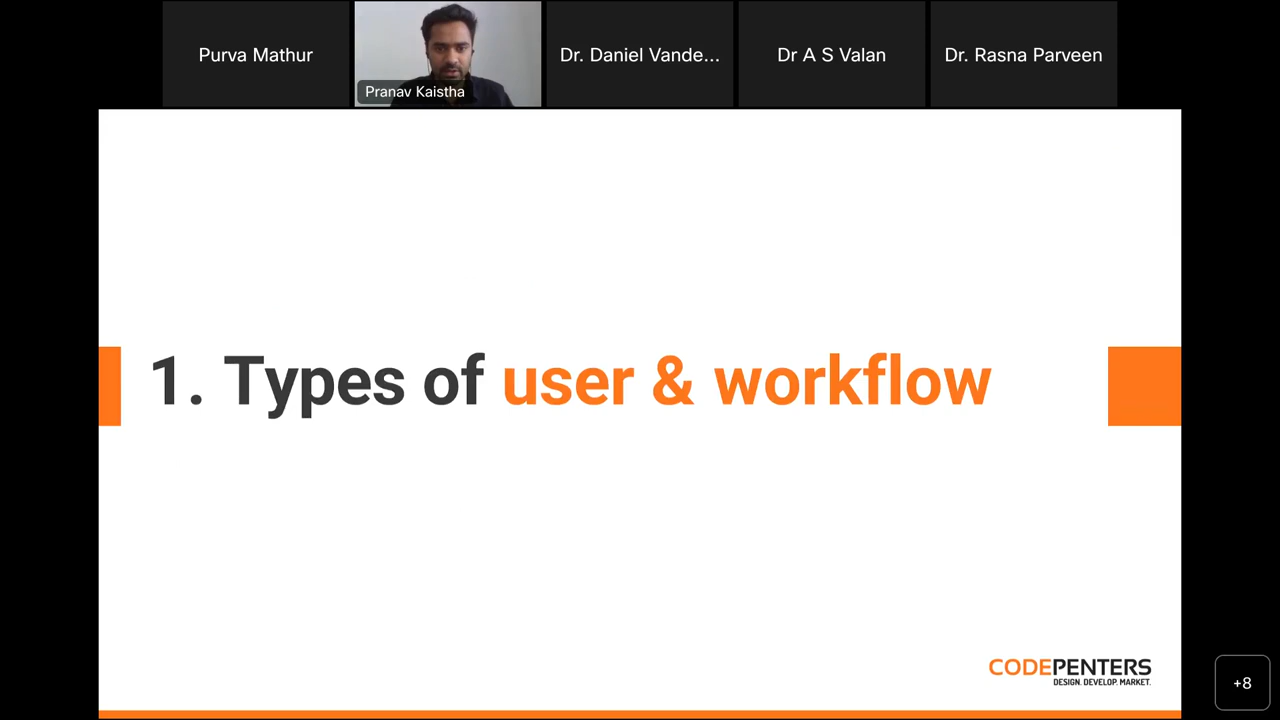 Purva Mathur
Pranav Kaistha
Dr. Daniel Vande...
Dr A S Valan
Dr. Rasna Parveen
1. Types of user & workflow
CODEPENTERS
DESIGN. DEVELOP. MARKET.
+8